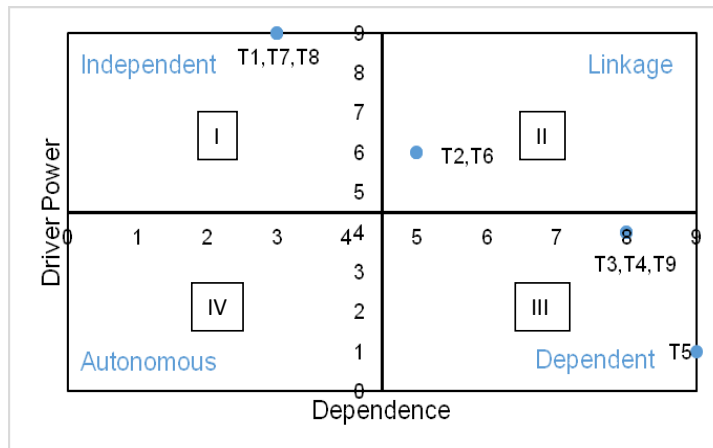 9
Independent
T1,T7,T8
Linkage
8
7
I
II
6
T2,T6
5
Driver Power
0 1 2 3 4 4 5 6 7 8 9
T3,T4,T9
3
IV
III
2
Autonomous
1
Dependent
T5
0
Dependence